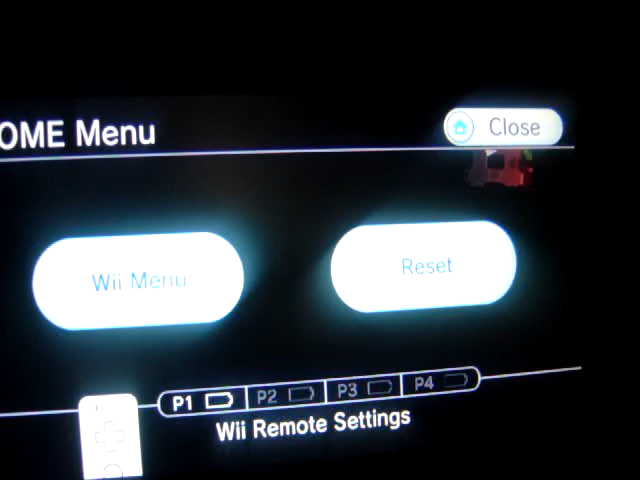 OME Menu
Close
Wii Menu
Reset
P1 P2 P3 P4
Wii Remote Settings